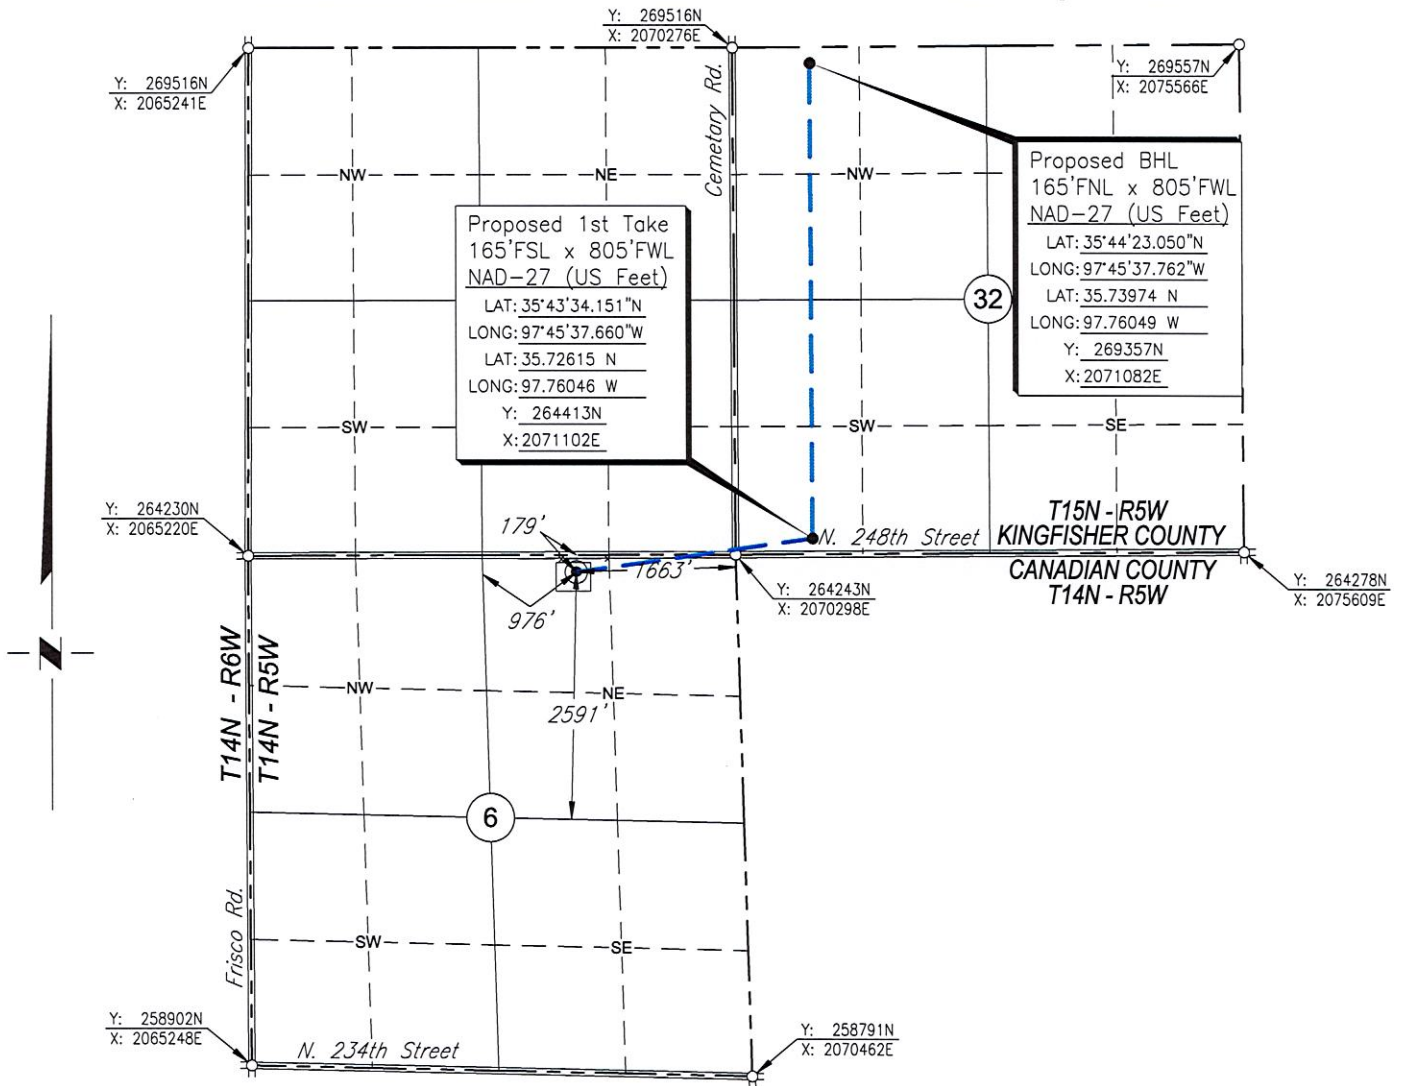 Y: 269516N
X: 2070276E
Y: 269516N
X: 2065241E
Cemetary Rd.
Y: 269557N
X: 2075566E
NW
NE
NW
Proposed 1st Take
165'FSL x 805'FWL
NAD-27 (US Feet)
LAT: 35°43'34.151"N
LONG: 97°45'37.660"W
LAT: 35.72615 N
LONG: 97.76046 W
Y: 264413N
X: 2071102E
Proposed BHL
165'FNL x 805'FWL
NAD-27 (US Feet)
LAT: 35°44'23.050"N
LONG: 97°45'37.762"W
LAT: 35.73974 N
LONG: 97.76049 W
Y: 269357N
X: 2071082E
32
SW
SW
SE
Y: 264230N
X: 2065220E
179'
N. 248th Street
T15N - R5W
KINGFISHER COUNTY
CANADIAN COUNTY
T14N - R5W
1663'
976'
Y: 264243N
X: 2070298E
Y: 264278N
X: 2075609E
N
T14N - R6W
T14N - R5W
NW
NE
2591'
6
Frisco Rd.
SW
SE
Y: 258902N
X: 2065248E
N. 234th Street
Y: 258791N
X: 2070462E